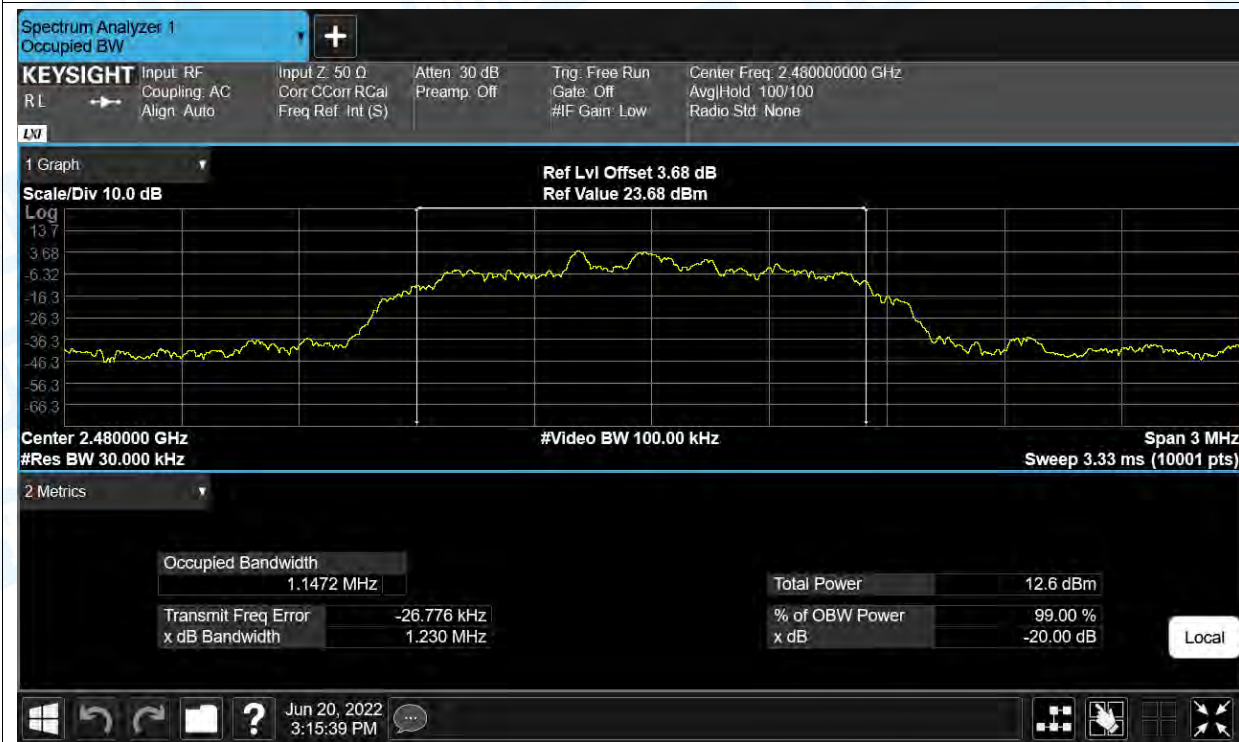 Spectrum Analyzer 1
Occupied BW
+
KEYSIGHT
R L
LXI
Input: RF
Coupling: AC
Align: Auto
Input Z: 50 Ω
Corr CCorr RCal
Freq Ref: Int (S)
Atten: 30 dB
Preamp: Off
Trig: Free Run
Gate: Off
#IF Gain: Low
Center Freq: 2.480000000 GHz
Avg|Hold: 100/100
Radio Std: None
1 Graph
Scale/Div 10.0 dB
Ref Lvl Offset 3.68 dB
Ref Value 23.68 dBm
Log
13.7
3.68
-6.32
-16.3
-26.3
-36.3
-46.3
-56.3
-66.3
Center 2.480000 GHz
#Video BW 100.00 kHz
Span 3 MHz
#Res BW 30.000 kHz
Sweep 3.33 ms (10001 pts)
2 Metrics
Occupied Bandwidth
1.1472 MHz
Transmit Freq Error -26.776 kHz
x dB Bandwidth 1.230 MHz
Total Power 12.6 dBm
% of OBW Power 99.00 %
x dB -20.00 dB
Local
?
Jun 20, 2022
3:15:39 PM